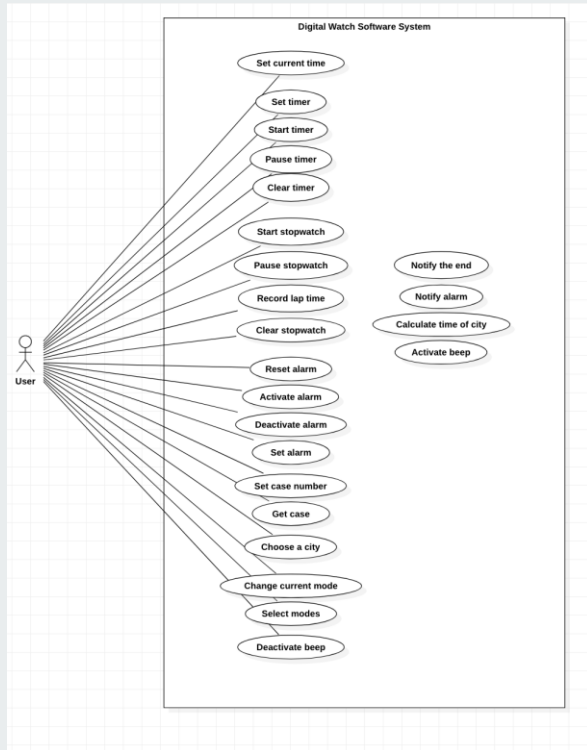 Digital Watch Software System
Set current time
Set timer
Start timer
Pause timer
Clear timer
Start stopwatch
Pause stopwatch
Record lap time
Clear stopwatch
Notify the end
Notify alarm
Calculate time of city
Activate beep
User
Reset alarm
Activate alarm
Deactivate alarm
Set alarm
Set case number
Get case
Choose a city
Change current mode
Select modes
Deactivate beep